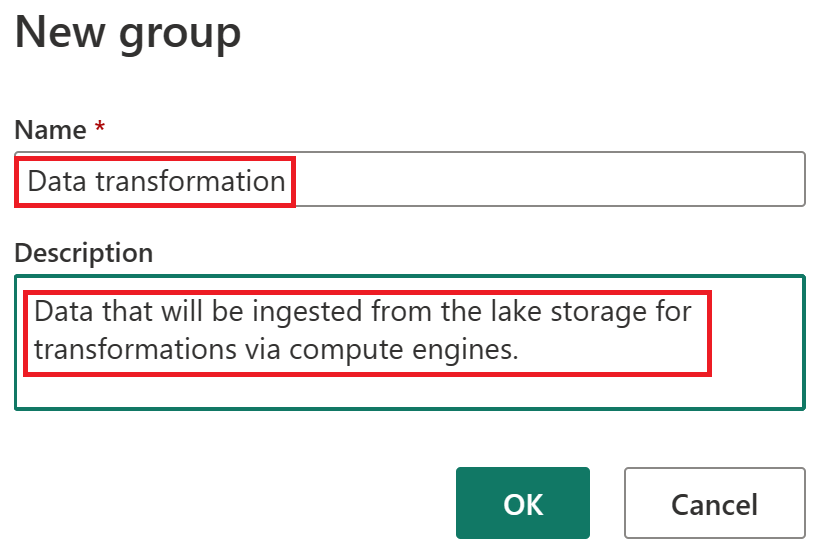 New group
Name *
Data transformation
Description
Data that will be ingested from the lake storage for
transformations via compute engines.
OK
Cancel